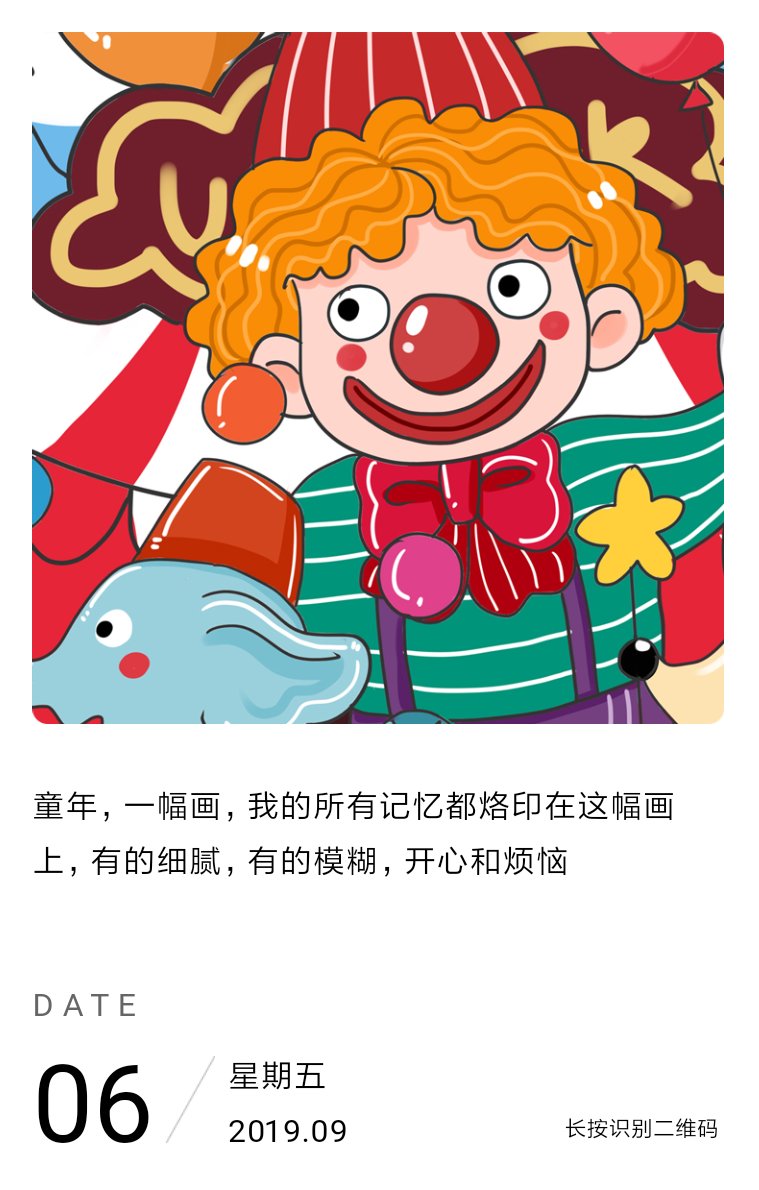 U K
童年，一幅画，我的所有记忆都烙印在这幅画
上，有的细腻，有的模糊，开心和烦恼
DATE
06
星期五
2019.09
长按识别二维码